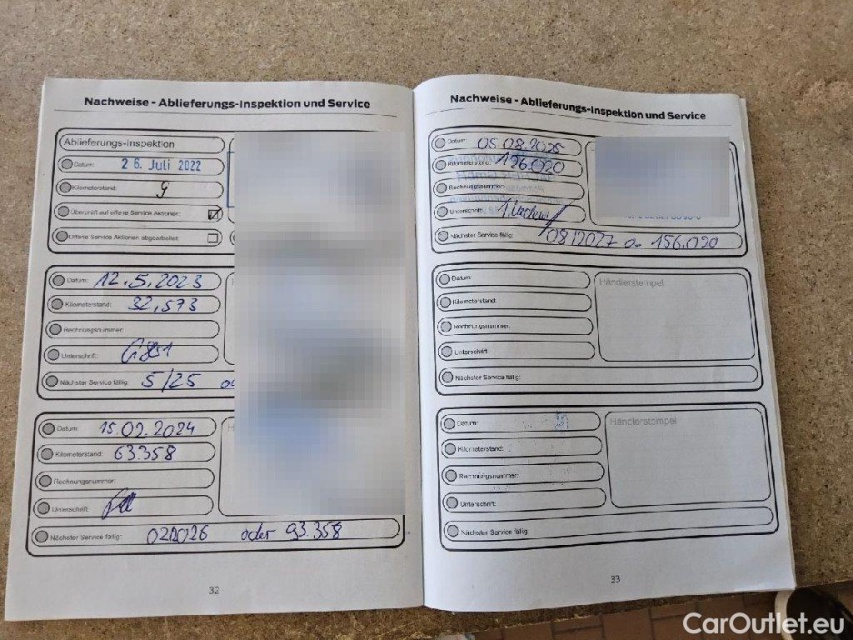 Nachweise - Ablieferungs-Inspektion und Service
Ablieferungs-Inspektion
Datum: 26. Juli 2022
Kilometerstand: 9
Überprüft auf offene Service Aktionen:
Offene Service Aktionen abgearbeitet:
Datum: 12.5.2023
Kilometerstand: 32,573
Rechnungsnummer:
Unterschrift:
Nächster Service fällig: 5/25
Datum: 15 02.2024
Kilometerstand: 63358
Rechnungsnummer:
Unterschrift:
Nächster Service fällig: 02/2026 oder 93.358
32
Nachweise - Ablieferungs-Inspektion und Service
Datum: 05.08.2025
Kilometerstand: 126.020
Rechnungsnummer:
Unterschrift:
Nächster Service fällig: 08/2027 o. 156.020
Datum:
Händlerstempel
Kilometerstand:
Rechnungsnummer:
Unterschrift:
Nächster Service fällig:
Datum:
Händlerstempel
Kilometerstand:
Rechnungsnummer:
Unterschrift:
Nächster Service fällig:
33
CarOutlet.eu